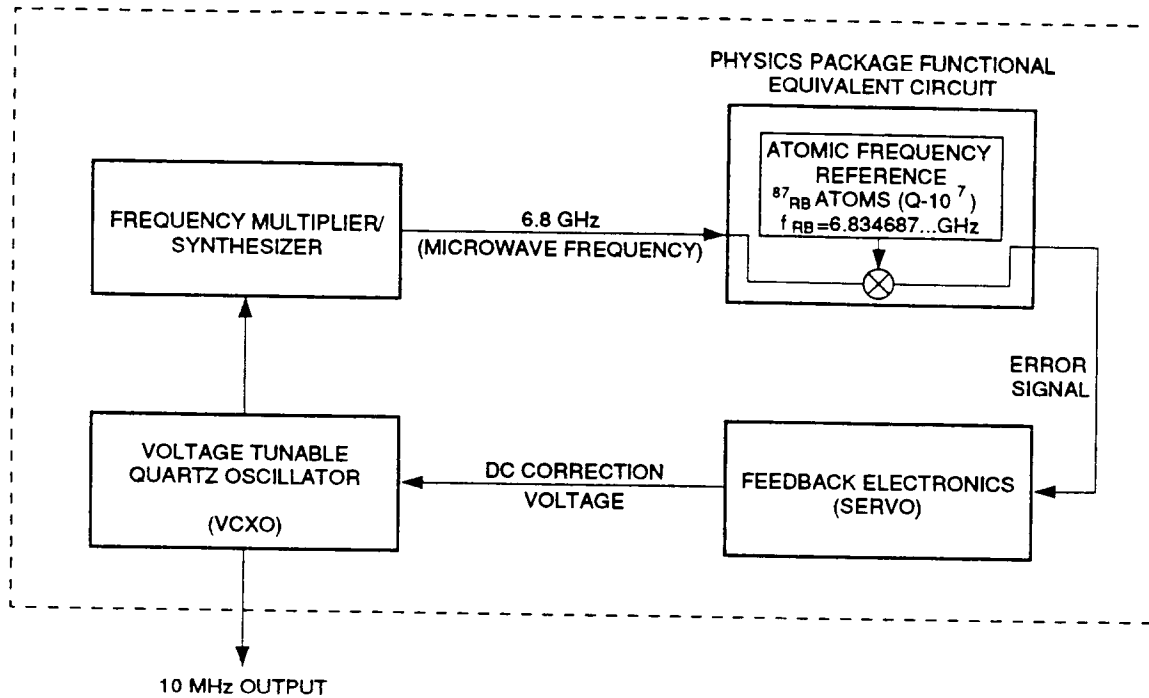 PHYSICS PACKAGE FUNCTIONAL
EQUIVALENT CIRCUIT
ATOMIC FREQUENCY
REFERENCE
87RB ATOMS (Q-10 7)
f RB=6.834687...GHz
FREQUENCY MULTIPLIER/
SYNTHESIZER
6.8 GHz
(MICROWAVE FREQUENCY)
ERROR
SIGNAL
VOLTAGE TUNABLE
QUARTZ OSCILLATOR
(VCXO)
DC CORRECTION
VOLTAGE
FEEDBACK ELECTRONICS
(SERVO)
10 MHz OUTPUT